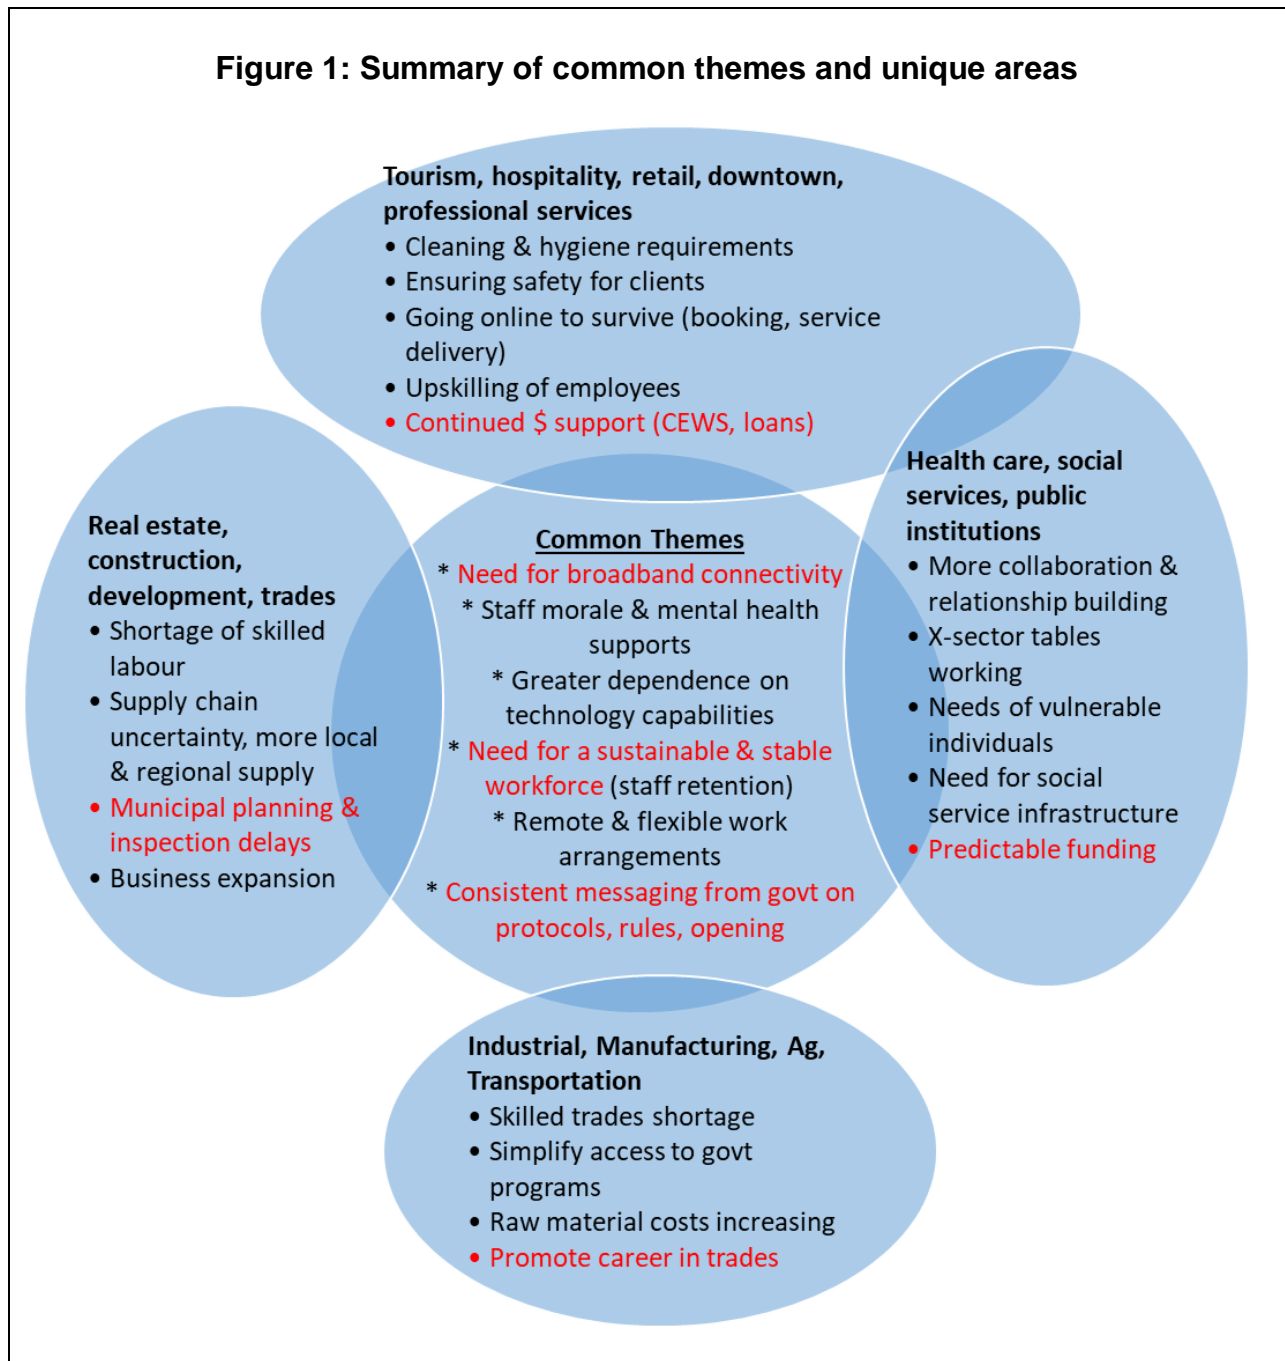 Figure 1: Summary of common themes and unique areas
Tourism, hospitality, retail, downtown,
professional services
• Cleaning & hygiene requirements
• Ensuring safety for clients
• Going online to survive (booking, service
delivery)
• Upskilling of employees
• Continued $ support (CEWS, loans)
Real estate,
construction,
development, trades
• Shortage of skilled
labour
• Supply chain
uncertainty, more local
& regional supply
• Municipal planning &
inspection delays
• Business expansion
Common Themes
* Need for broadband connectivity
* Staff morale & mental health
supports
* Greater dependence on
technology capabilities
* Need for a sustainable & stable
workforce (staff retention)
* Remote & flexible work
arrangements
* Consistent messaging from govt on
protocols, rules, opening
Health care, social
services, public
institutions
• More collaboration &
relationship building
• X-sector tables
working
• Needs of vulnerable
individuals
• Need for social
service infrastructure
• Predictable funding
Industrial, Manufacturing, Ag,
Transportation
• Skilled trades shortage
• Simplify access to govt
programs
• Raw material costs increasing
• Promote career in trades